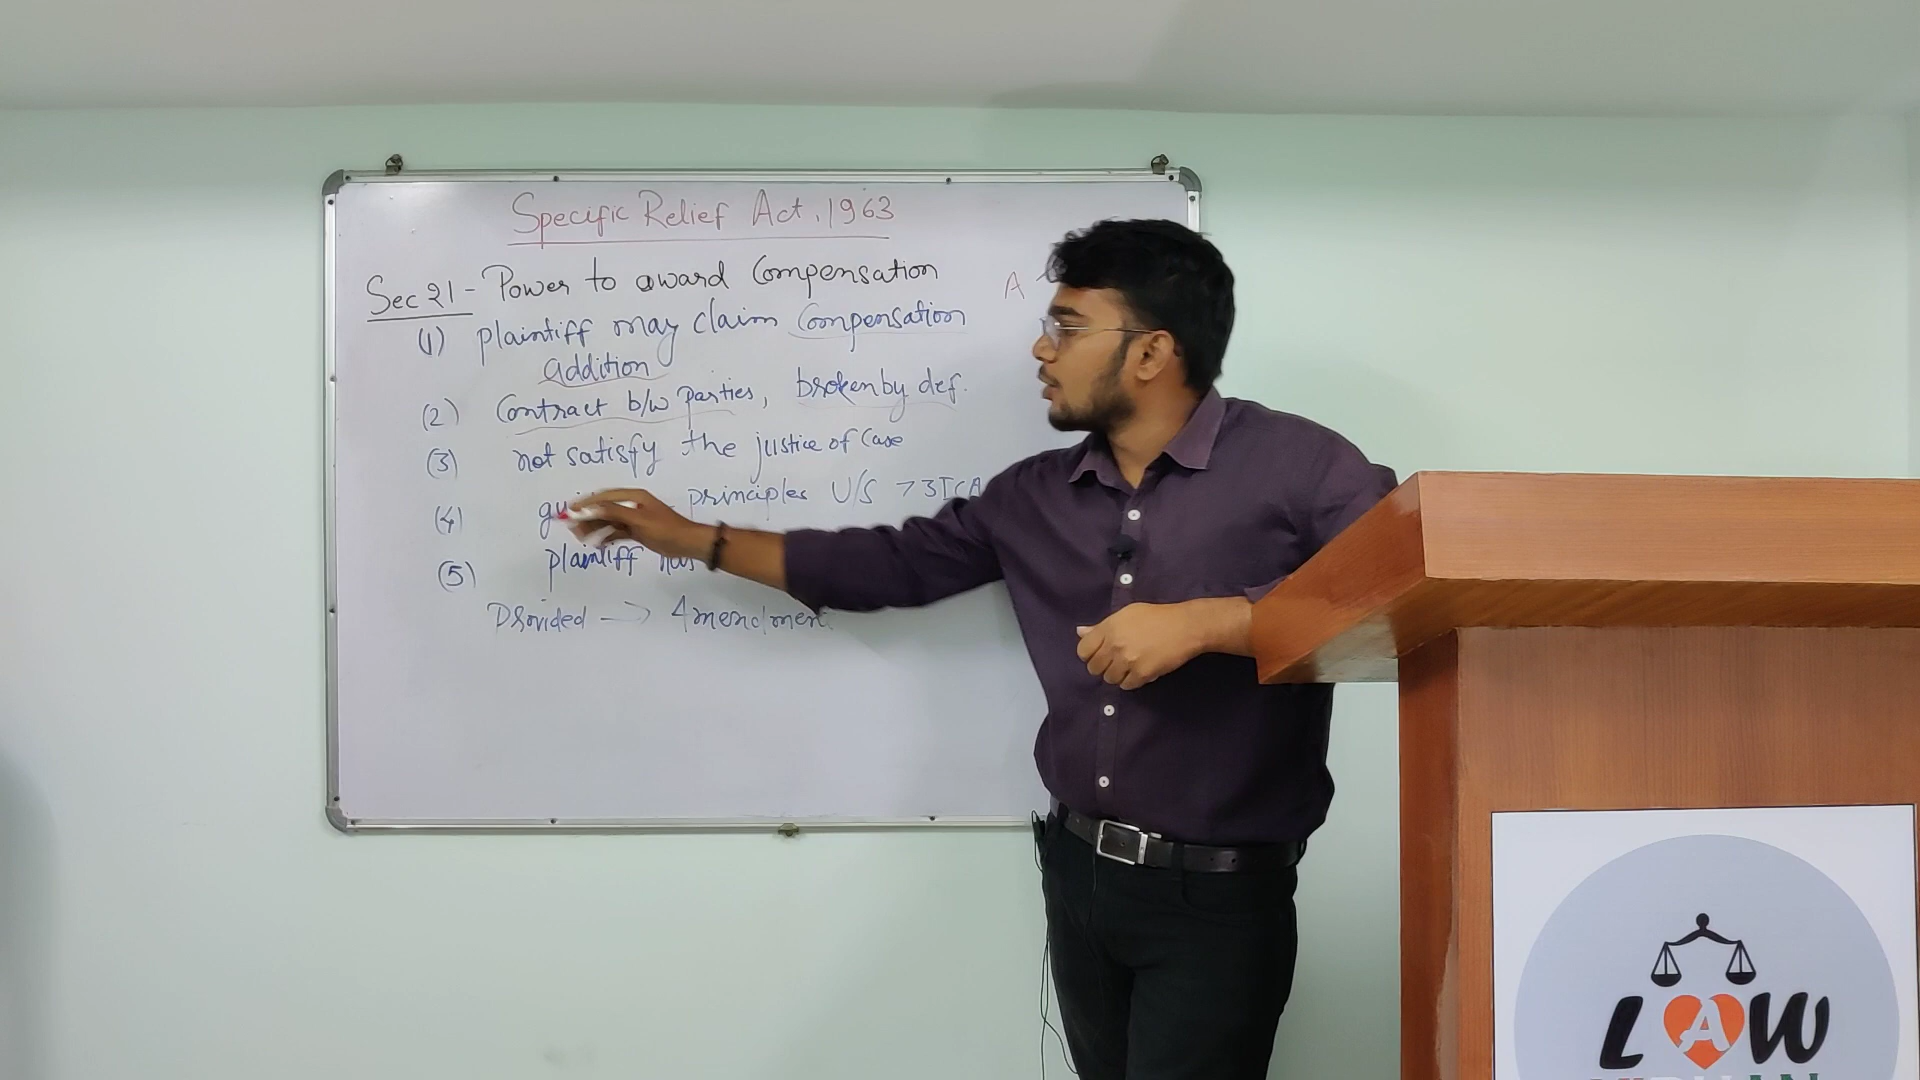 Specific Relief Act, 1963
Sec 21 - Power to award Compensation
(1) plaintiff may claim Compensation
addition
(2) Contract b/w parties, broken by def.
(3) not satisfy the justice of Case
(4) principles U/S 73 ICA
(5) plaintiff has
Provided → Amendment
A
LAW